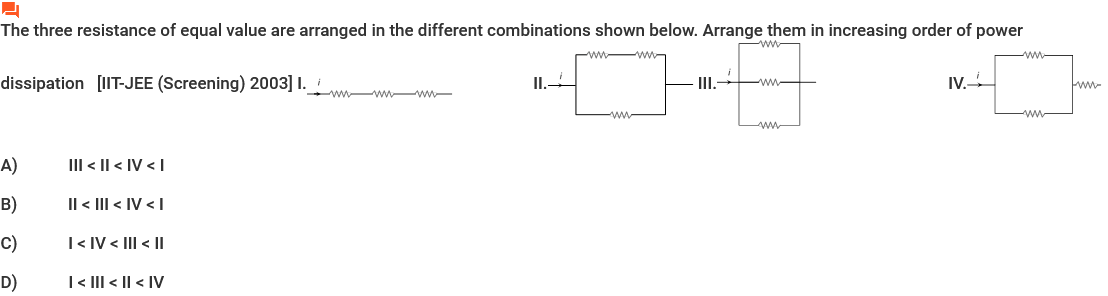 The three resistance of equal value are arranged in the different combinations shown below. Arrange them in increasing order of power
dissipation [IIT-JEE (Screening) 2003] I. i II. i III. i IV. i
A) III < II < IV < I
B) II < III < IV < I
C) I < IV < III < II
D) I < III < II < IV